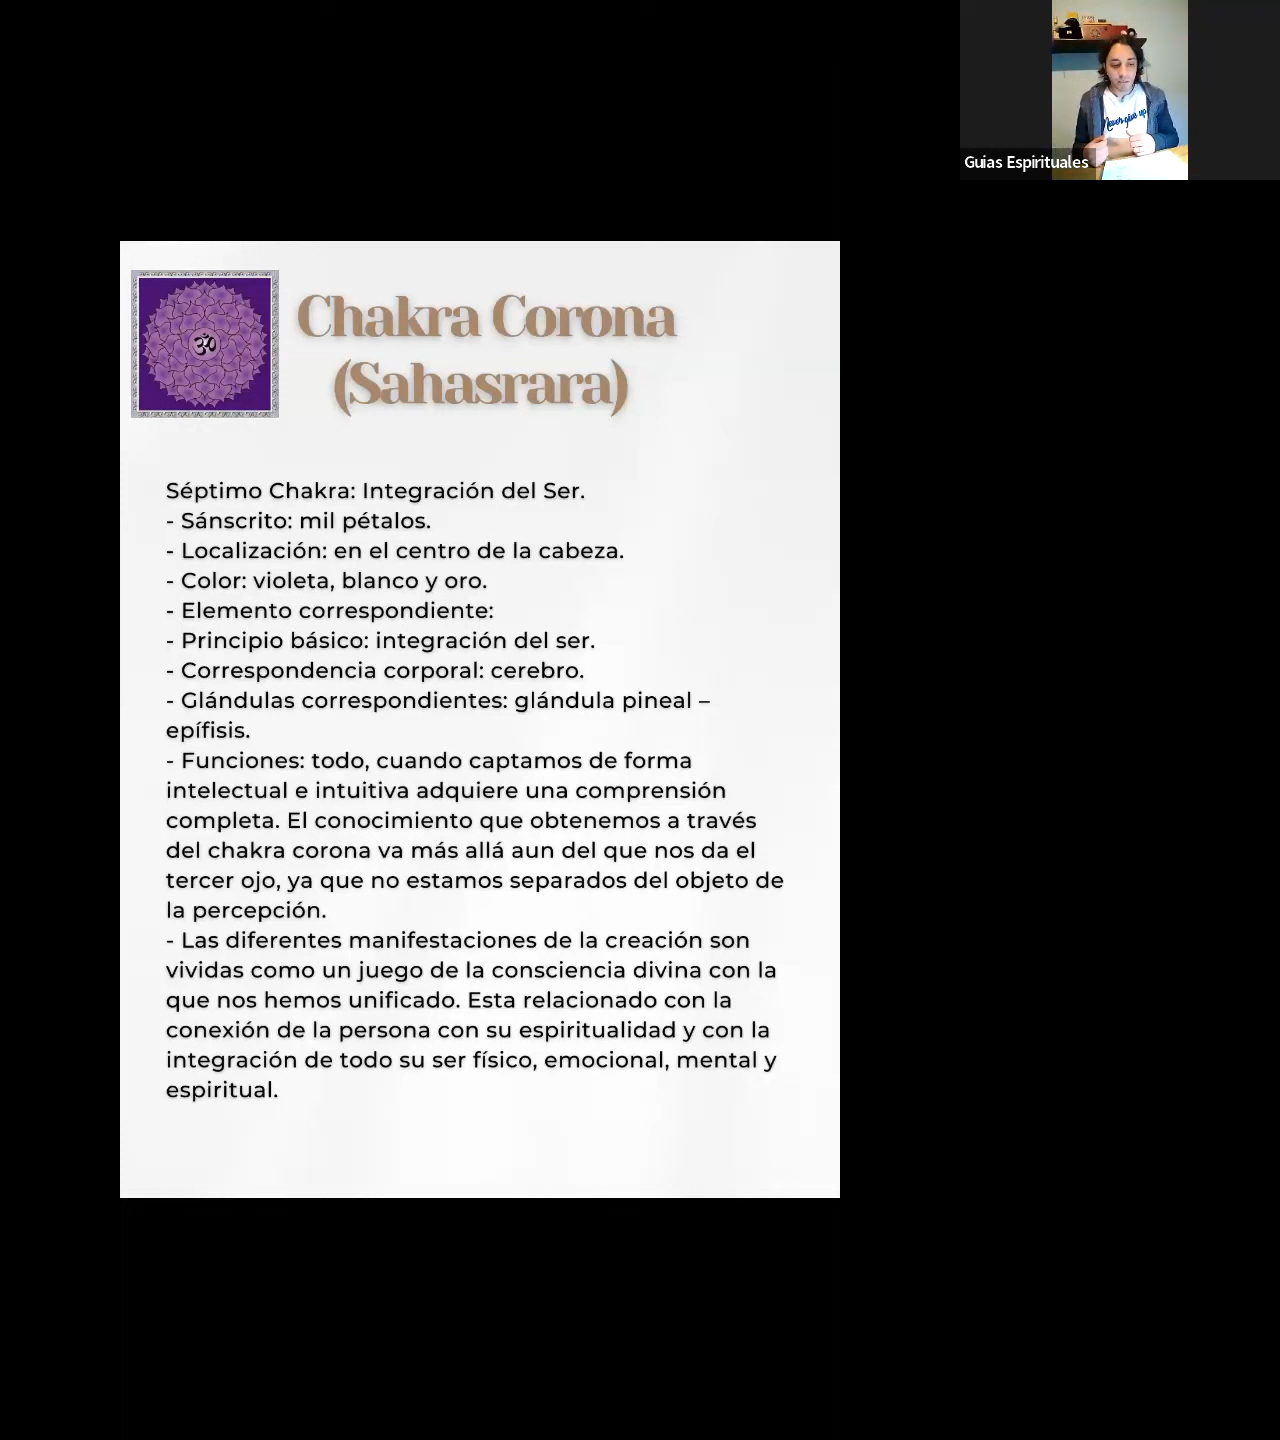 Never give up
Guias Espirituales
ॐ
Chakra Corona
(Sahasrara)
Séptimo Chakra: Integración del Ser.
- Sánscrito: mil pétalos.
- Localización: en el centro de la cabeza.
- Color: violeta, blanco y oro.
- Elemento correspondiente:
- Principio básico: integración del ser.
- Correspondencia corporal: cerebro.
- Glándulas correspondientes: glándula pineal –
epífisis.
- Funciones: todo, cuando captamos de forma
intelectual e intuitiva adquiere una comprensión
completa. El conocimiento que obtenemos a través
del chakra corona va más allá aun del que nos da el
tercer ojo, ya que no estamos separados del objeto de
la percepción.
- Las diferentes manifestaciones de la creación son
vividas como un juego de la consciencia divina con la
que nos hemos unificado. Esta relacionado con la
conexión de la persona con su espiritualidad y con la
integración de todo su ser físico, emocional, mental y
espiritual.